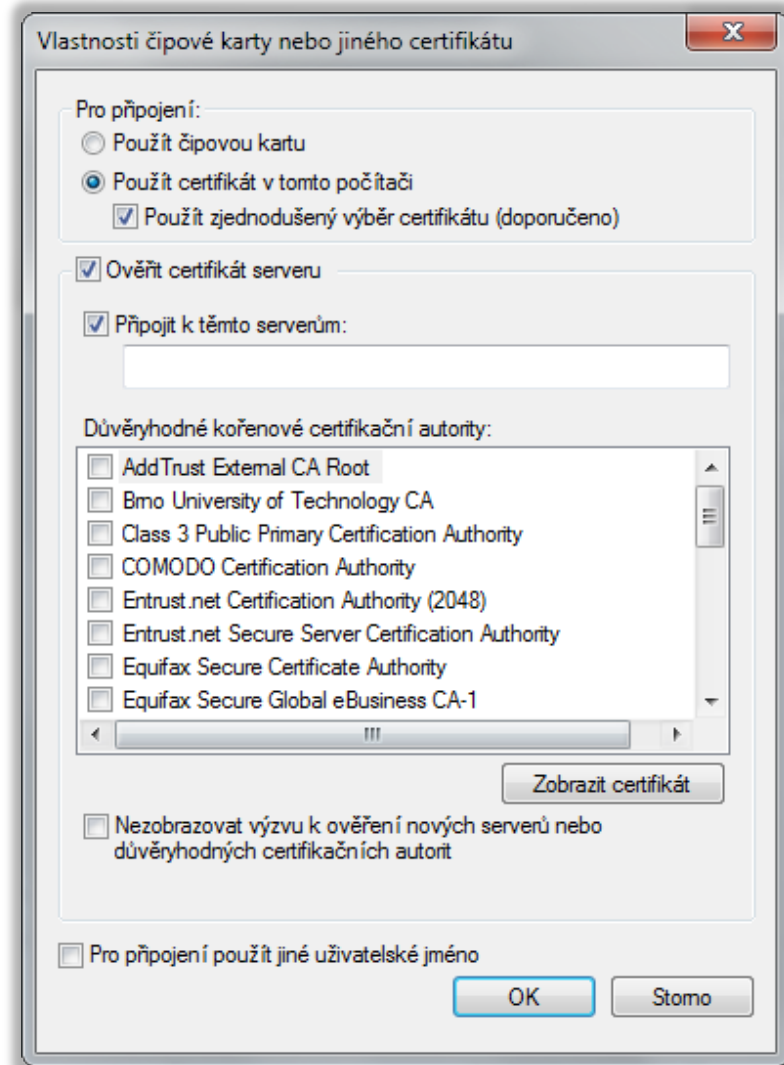 Vlastnosti čipové karty nebo jiného certifikátu
Pro připojení:
Použít čipovou kartu
Použít certifikát v tomto počítači
Použít zjednodušený výběr certifikátu (doporučeno)
Ověřit certifikát serveru
Připojit k těmto serverům:
Důvěryhodné kořenové certifikační autority:
AddTrust External CA Root
Brno University of Technology CA
Class 3 Public Primary Certification Authority
COMODO Certification Authority
Entrust.net Certification Authority (2048)
Entrust.net Secure Server Certification Authority
Equifax Secure Certificate Authority
Equifax Secure Global eBusiness CA-1
Zobrazit certifikát
Nezobrazovat výzvu k ověření nových serverů nebo
důvěryhodných certifikačních autorit
Pro připojení použít jiné uživatelské jméno
OK
Storno